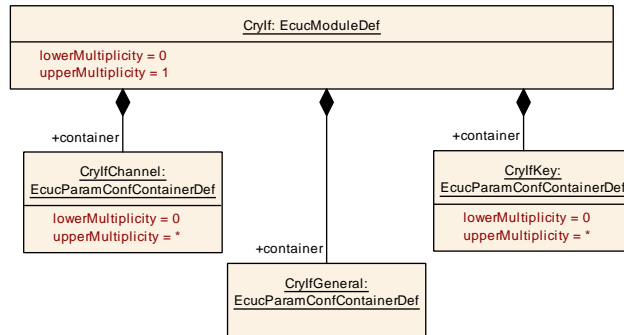 CryIf: EcucModuleDef
lowerMultiplicity = 0
upperMultiplicity = 1
+container
CryIfChannel:
EcucParamConfContainerDef
lowerMultiplicity = 0
upperMultiplicity = *
+container
CryIfGeneral:
EcucParamConfContainerDef
+container
CryIfKey:
EcucParamConfContainerDef
lowerMultiplicity = 0
upperMultiplicity = *